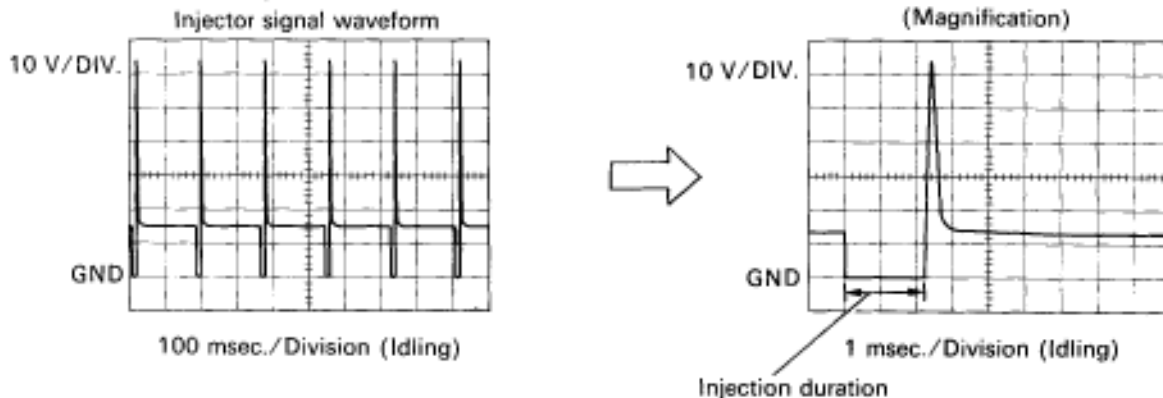 Injector signal waveform
10 V/DIV.
GND
100 msec./Division (Idling)
(Magnification)
10 V/DIV.
GND
1 msec./Division (Idling)
Injection duration